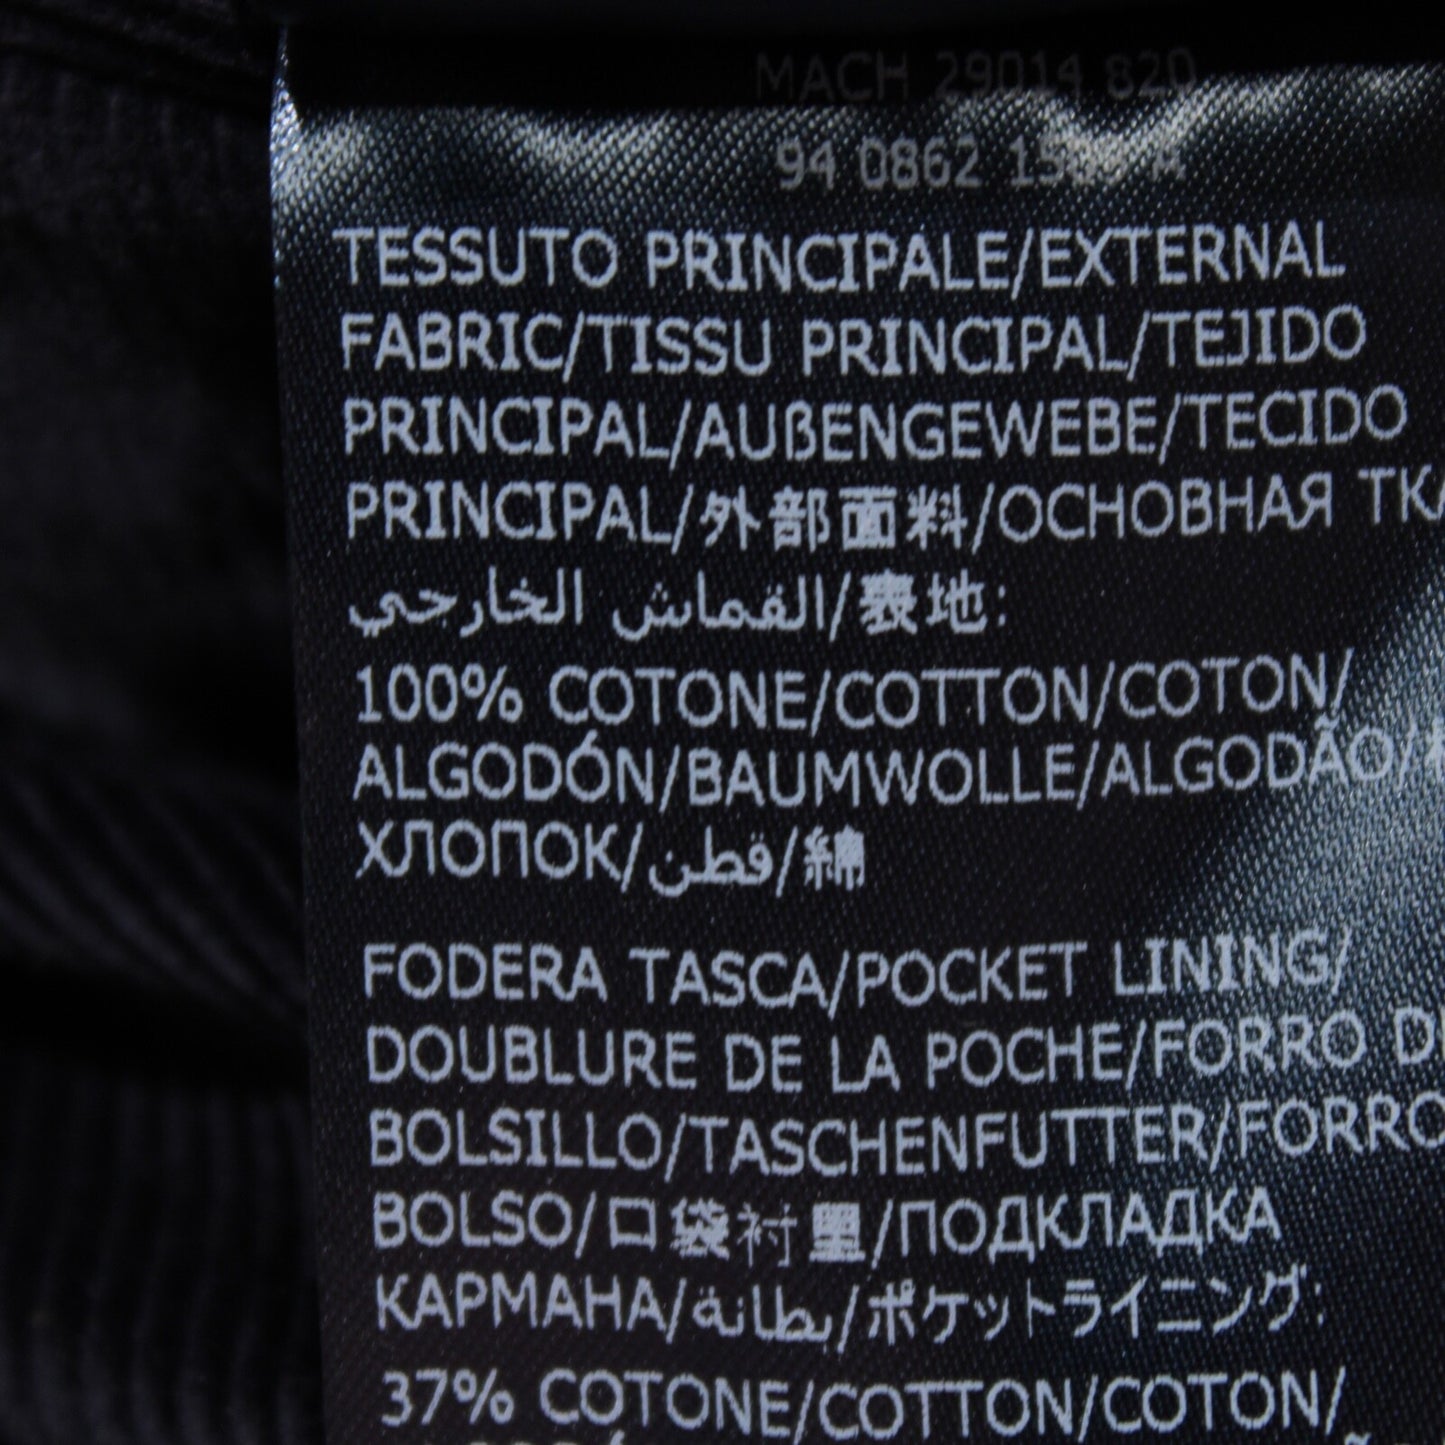 MACH 29014 820
94 0862
TESSUTO PRINCIPALE/EXTERNAL
FABRIC/TISSU PRINCIPAL/TEJIDO
PRINCIPAL/AUßENGEWEBE/TECIDO
PRINCIPAL/外部面料/ОСНОВНАЯ
القماش الخارجي/表地:
100% COTONE/COTTON/COTON/
ALGODÓN/BAUMWOLLE/ALGODÃO/
ХЛОПОК/قطن/綿
FODERA TASCA/POCKET LINING/
DOUBLURE DE LA POCHE/FORRO
BOLSILLO/TASCHENFUTTER/FORRO
BOLSO/口袋衬里/ПОДКЛАДКА
КАРМАНА/بطانة/ポケットライニング:
37% COTONE/COTTON/COTON/